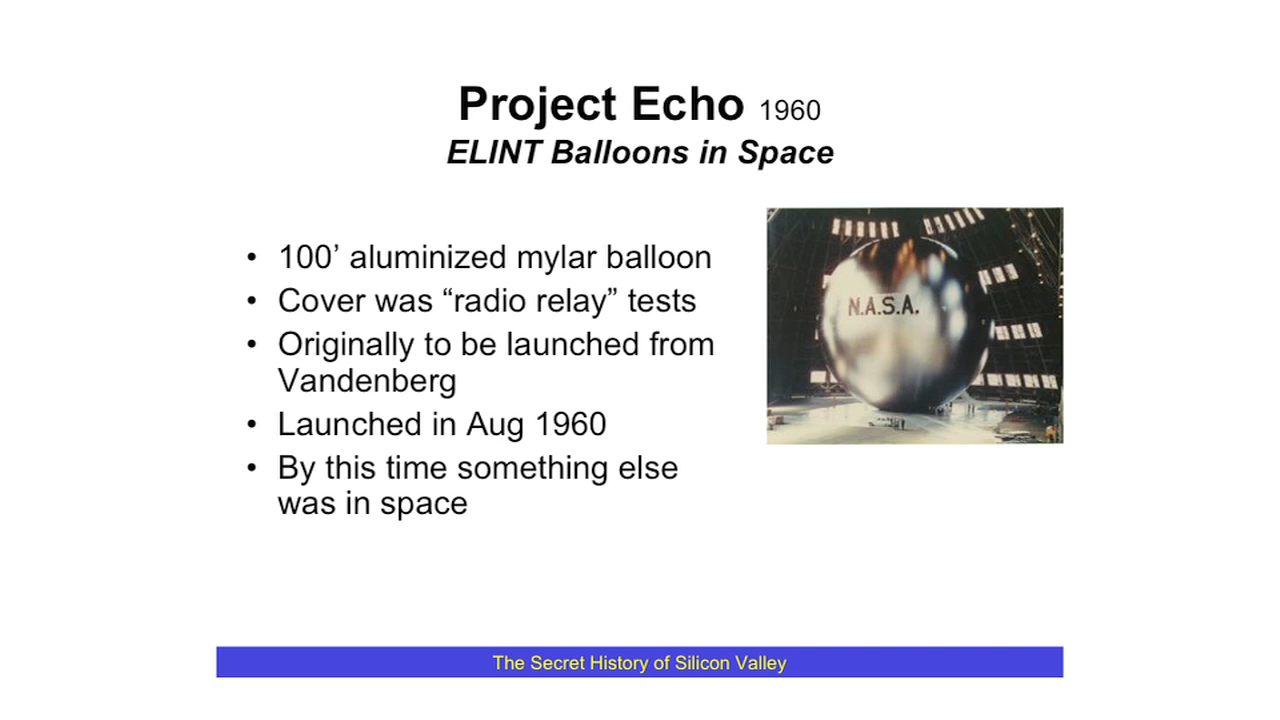 Project Echo 1960
ELINT Balloons in Space
• 100’ aluminized mylar balloon
• Cover was “radio relay” tests
• Originally to be launched from
Vandenberg
• Launched in Aug 1960
• By this time something else
was in space
N.A.S.A.
The Secret History of Silicon Valley